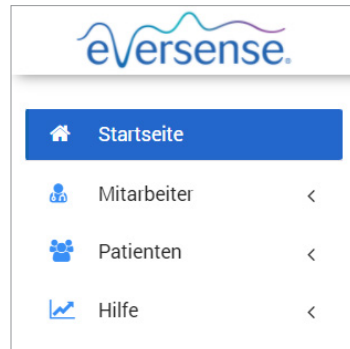 eversense.
Startseite
Mitarbeiter
Patienten
Hilfe